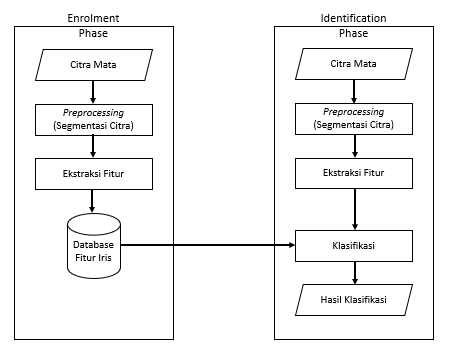 Enrolment
Phase
Citra Mata
Preprocessing
(Segmentasi Citra)
Ekstraksi Fitur
Database
Fitur Iris
Identification
Phase
Citra Mata
Preprocessing
(Segmentasi Citra)
Ekstraksi Fitur
Klasifikasi
Hasil Klasifikasi